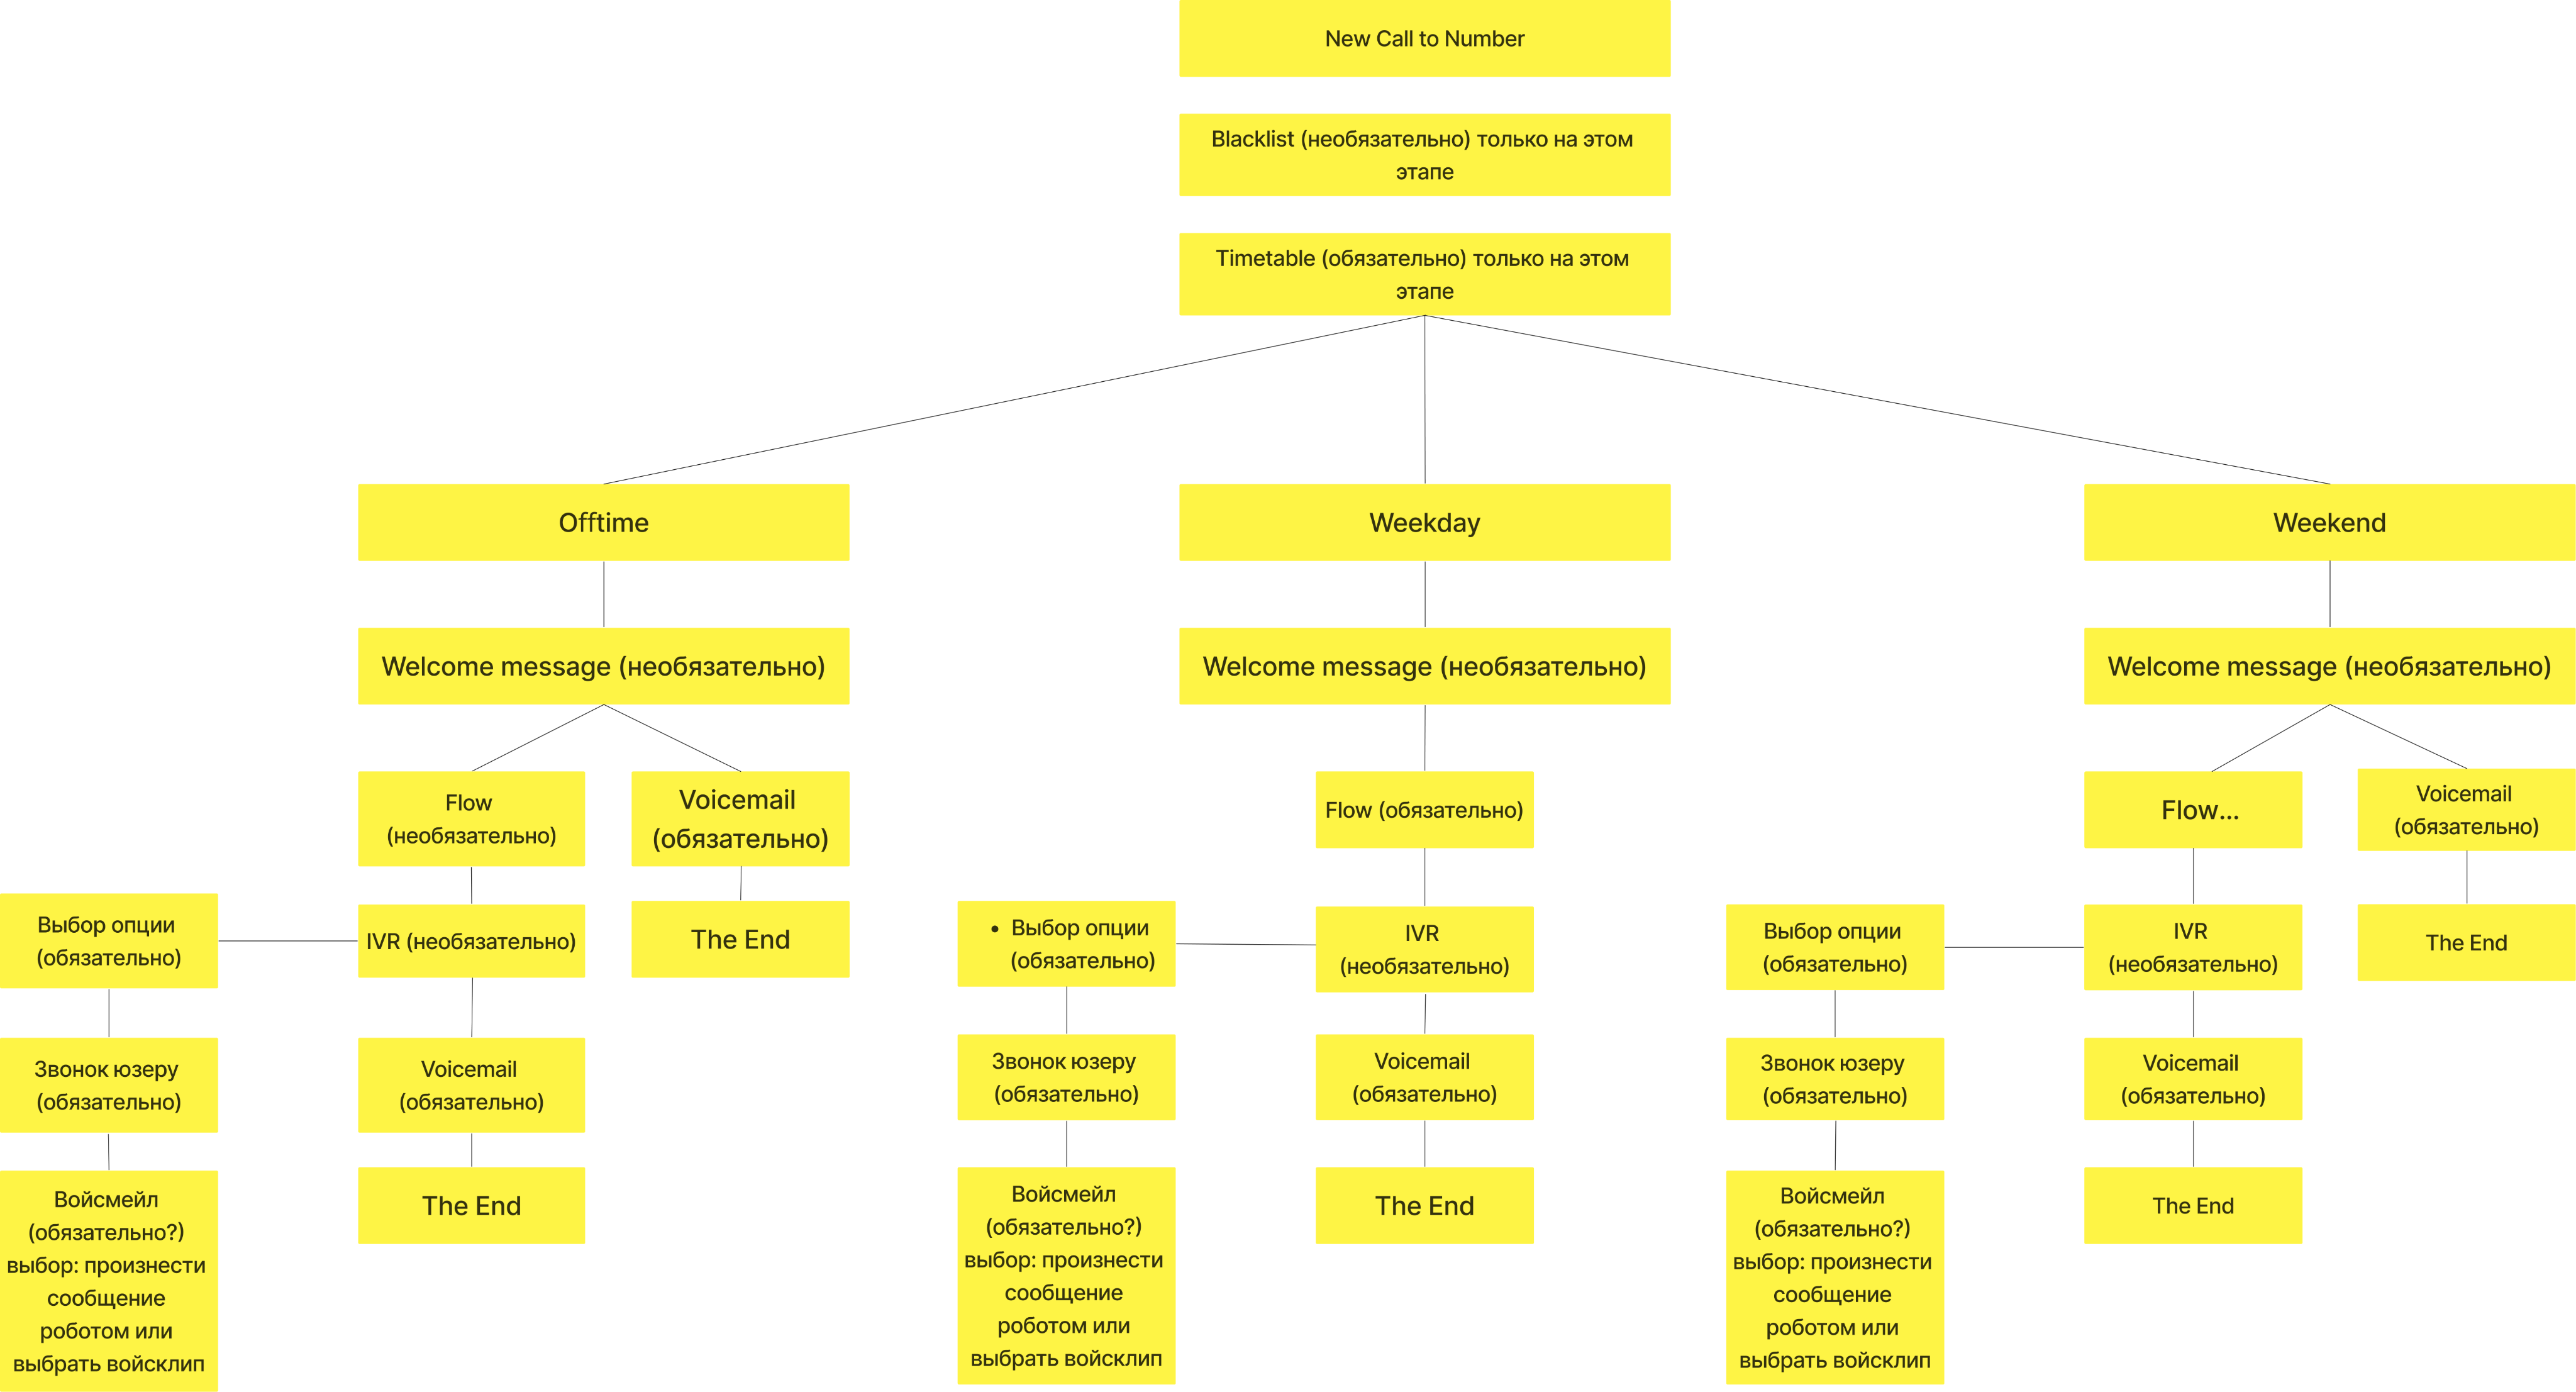 New Call to Number
Blacklist (необязательно) только на этом
этапе
Timetable (обязательно) только на этом
этапе
Offtime
Weekday
Weekend
Welcome message (необязательно)
Welcome message (необязательно)
Welcome message (необязательно)
Flow
(необязательно)
Voicemail
(обязательно)
Flow (обязательно)
Flow...
Voicemail
(обязательно)
Выбор опции
(обязательно)
IVR (необязательно)
The End
• Выбор опции
(обязательно)
IVR
(необязательно)
Выбор опции
(обязательно)
IVR
(необязательно)
The End
Звонок юзеру
(обязательно)
Voicemail
(обязательно)
Звонок юзеру
(обязательно)
Voicemail
(обязательно)
Звонок юзеру
(обязательно)
Voicemail
(обязательно)
Войсмейл
(обязательно?)
выбор: произнести
сообщение
роботом или
выбрать войсклип
The End
Войсмейл
(обязательно?)
выбор: произнести
сообщение
роботом или
выбрать войсклип
The End
Войсмейл
(обязательно?)
выбор: произнести
сообщение
роботом или
выбрать войсклип
The End